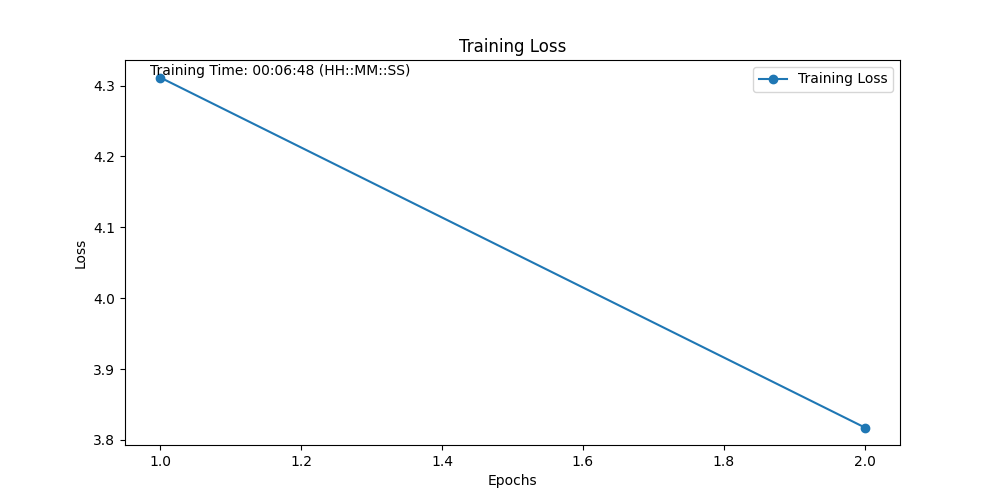 Training Loss
Training Time: 00:06:48 (HH::MM::SS)
Training Loss
4.3
4.2
4.1
4.0
3.9
3.8
Loss
1.0 1.2 1.4 1.6 1.8 2.0
Epochs